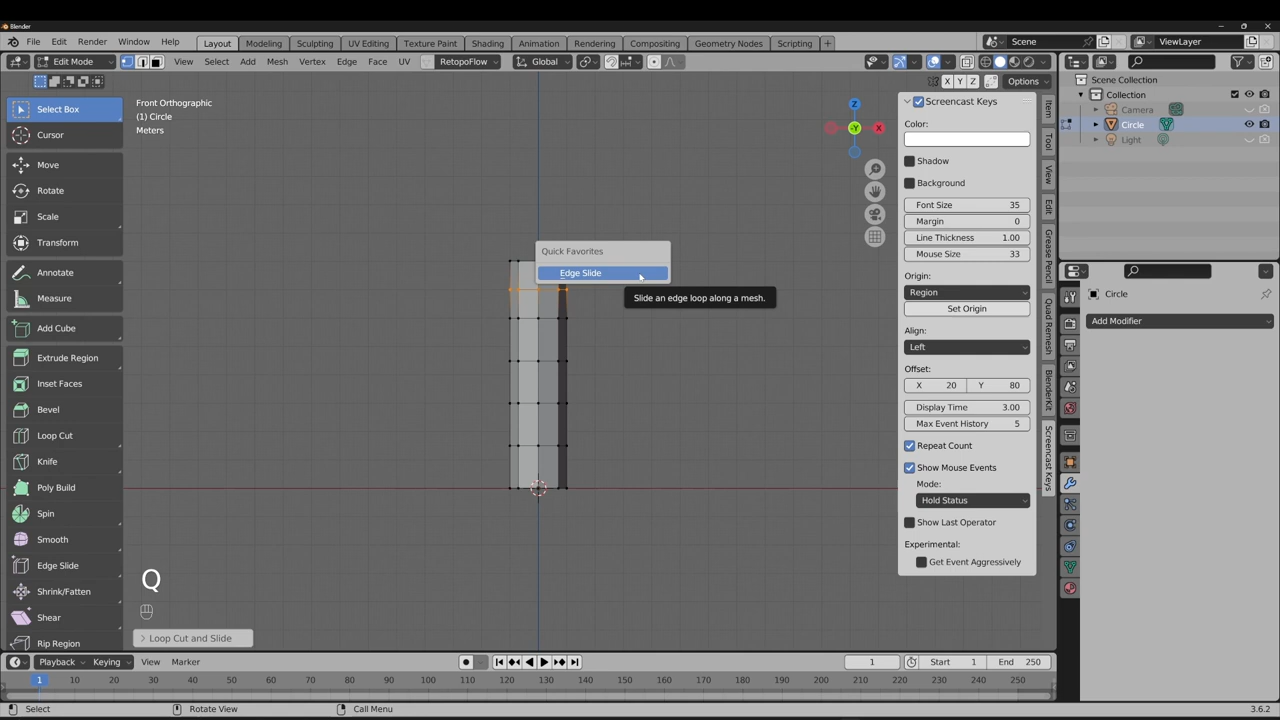 Blender
File Edit Render Window Help
Layout Modeling Sculpting UV Editing Texture Paint Shading Animation Rendering Compositing Geometry Nodes Scripting +
Scene
ViewLayer
Edit Mode
View Select Add Mesh Vertex Edge Face UV
RetopoFlow
Global
X Y Z
Options
Select Box
Cursor
Move
Rotate
Scale
Transform
Annotate
Measure
Add Cube
Extrude Region
Inset Faces
Bevel
Loop Cut
Knife
Poly Build
Spin
Smooth
Edge Slide
Shrink/Fatten
Shear
Rip Region
Front Orthographic
(1) Circle
Meters
Z
-Y
X
Quick Favorites
Edge Slide
Slide an edge loop along a mesh.
Q
Loop Cut and Slide
Screencast Keys
Color:
Shadow
Background
Font Size 35
Margin 0
Line Thickness 1.00
Mouse Size 33
Origin:
Region
Set Origin
Align:
Left
Offset:
X 20 Y 80
Display Time 3.00
Max Event History 5
Repeat Count
Show Mouse Events
Mode:
Hold Status
Show Last Operator
Experimental:
Get Event Aggressively
Item
Tool
View
Edit
Grease Pencil
Quad Remesh
BlenderKit
Screencast Keys
Scene Collection
Collection
Camera
Circle
Light
Circle
Add Modifier
Playback Keying View Marker
1
Start 1
End 250
1 10 20 30 40 50 60 70 80 90 100 110 120 130 140 150 160 170 180 190 200 210 220 230 240 250
Select
Rotate View
Call Menu
3.6.2